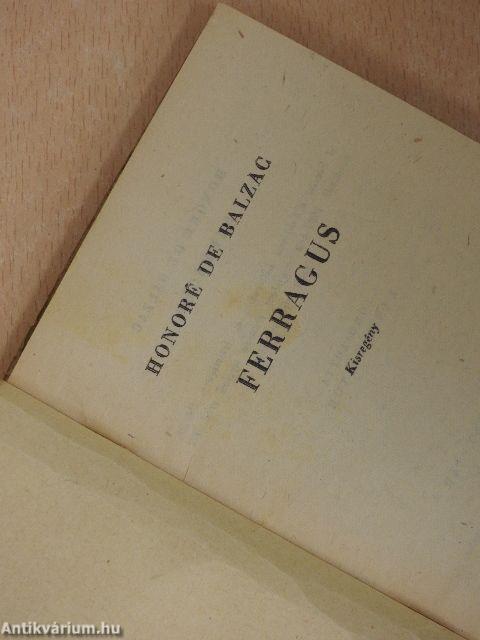 HONORÉ DE BALZAC
FERRAGUS
Kisregény
Antikvárium.hu